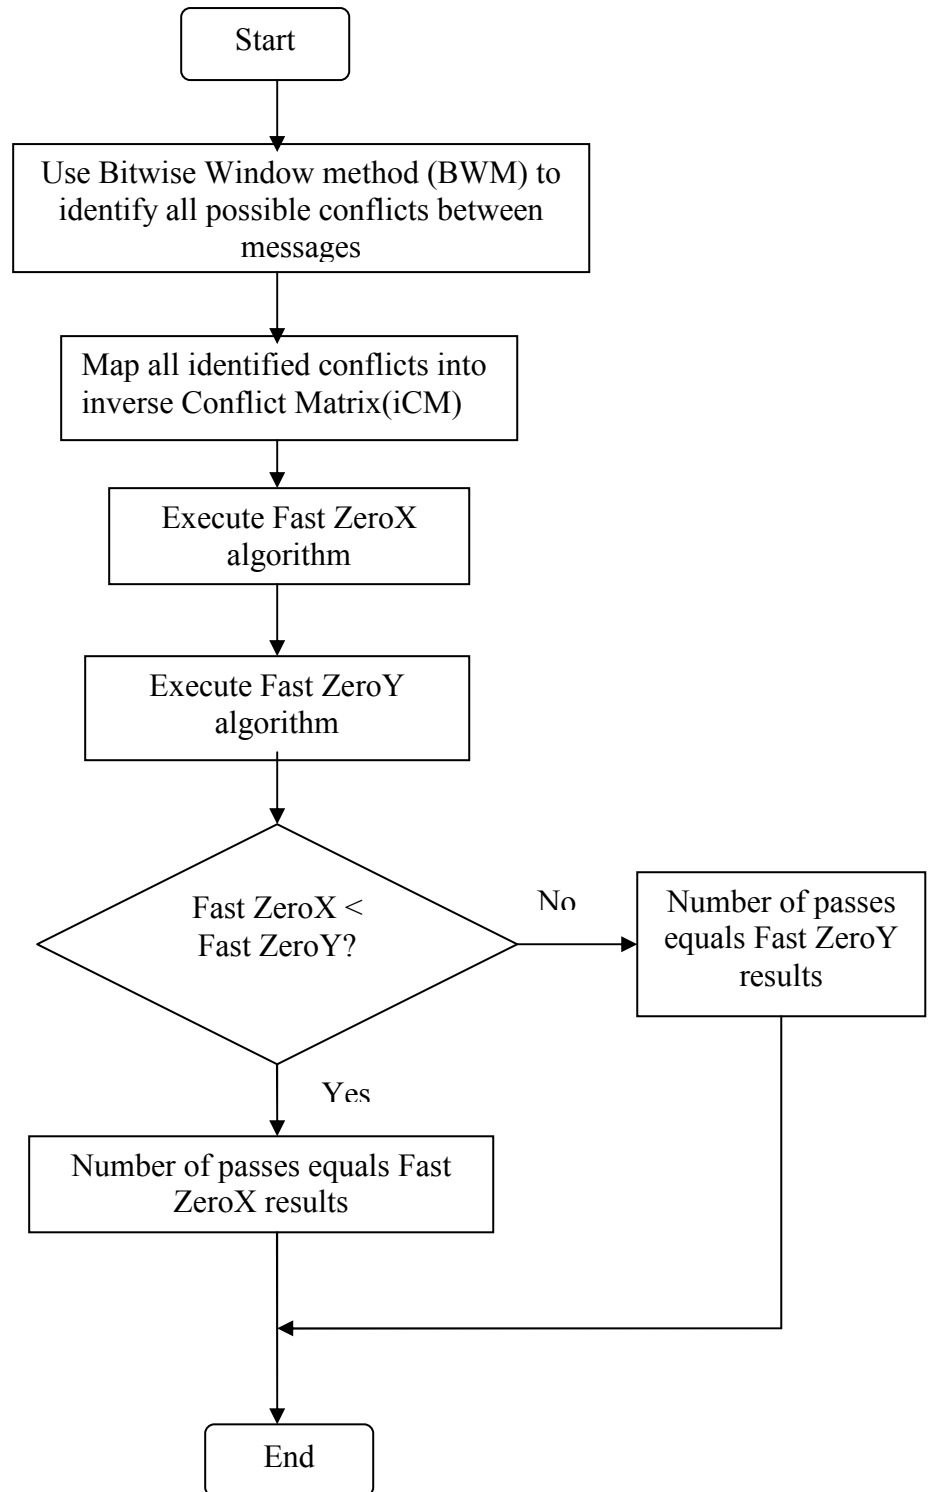 Start
Use Bitwise Window method (BWM) to
identify all possible conflicts between
messages
Map all identified conflicts into
inverse Conflict Matrix(iCM)
Execute Fast ZeroX
algorithm
Execute Fast ZeroY
algorithm
Fast ZeroX <
Fast ZeroY?
No
Number of passes
equals Fast ZeroY
results
Yes
Number of passes equals Fast
ZeroX results
End